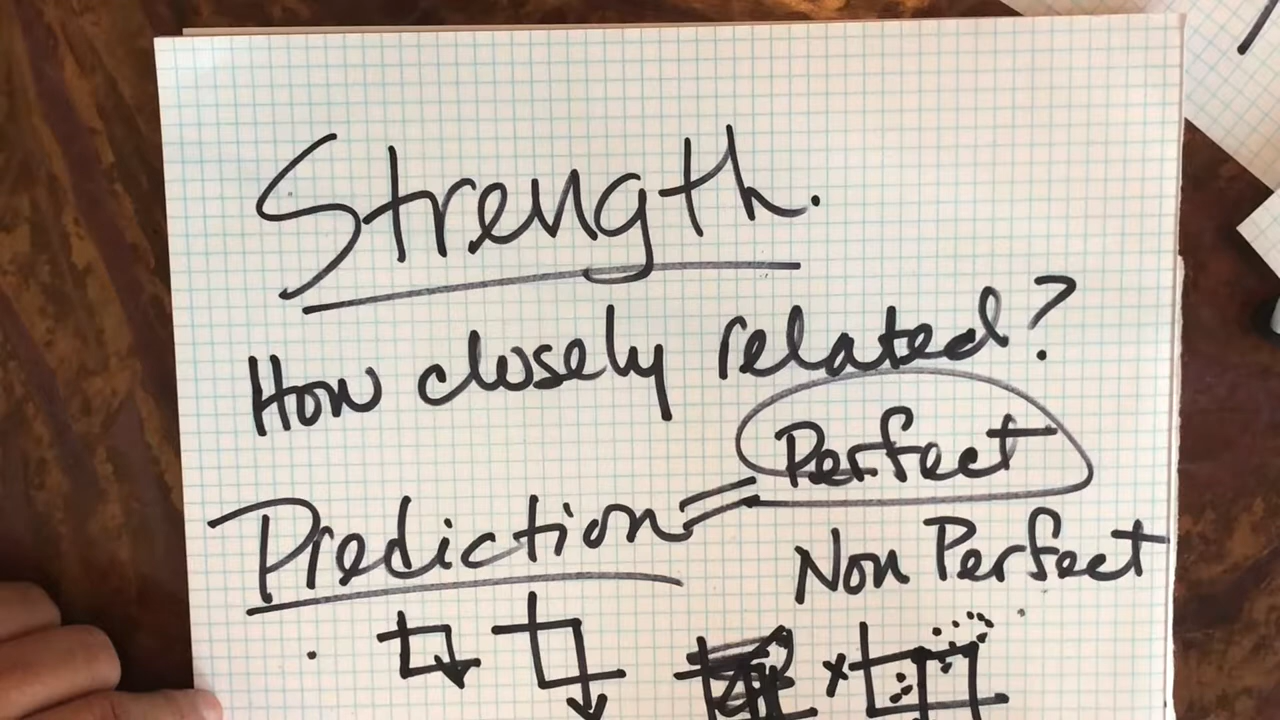 Strength.
How closely related?
Perfect
Prediction =
Non Perfect
x